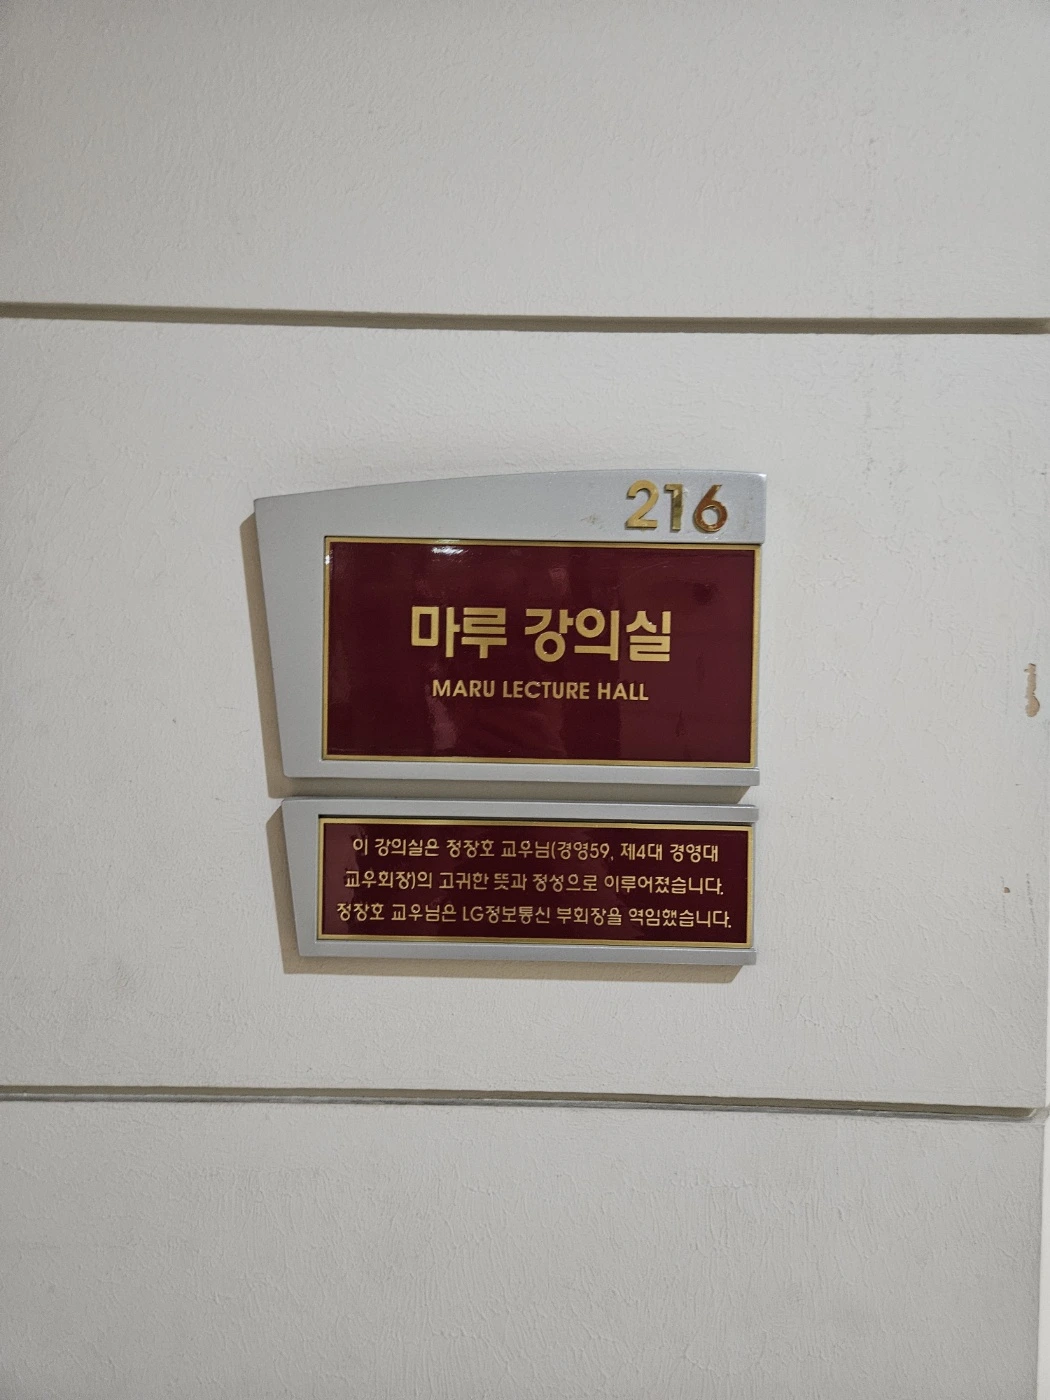 216
마루 강의실
MARU LECTURE HALL
이 강의실은 정장호 교우님(경영59, 제4대 경영대
교우회장)의 고귀한 뜻과 정성으로 이루어졌습니다.
정장호 교우님은 LG정보통신 부회장을 역임했습니다.